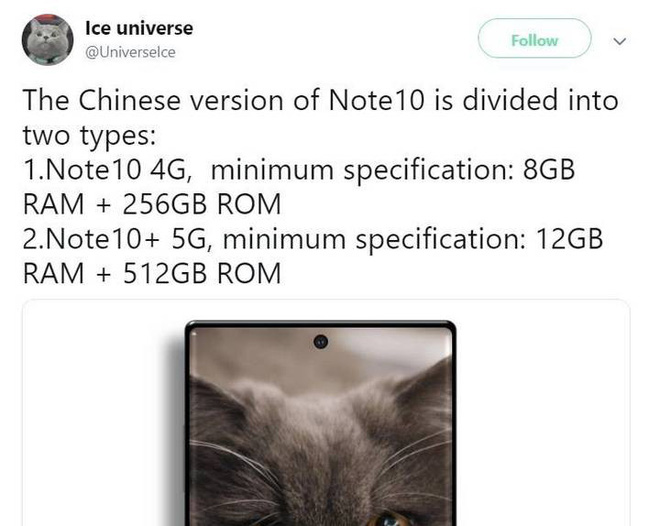 Ice universe
@UniverseIce
Follow
The Chinese version of Note10 is divided into
two types:
1.Note10 4G,  minimum specification: 8GB
RAM + 256GB ROM
2.Note10+ 5G, minimum specification: 12GB
RAM + 512GB ROM